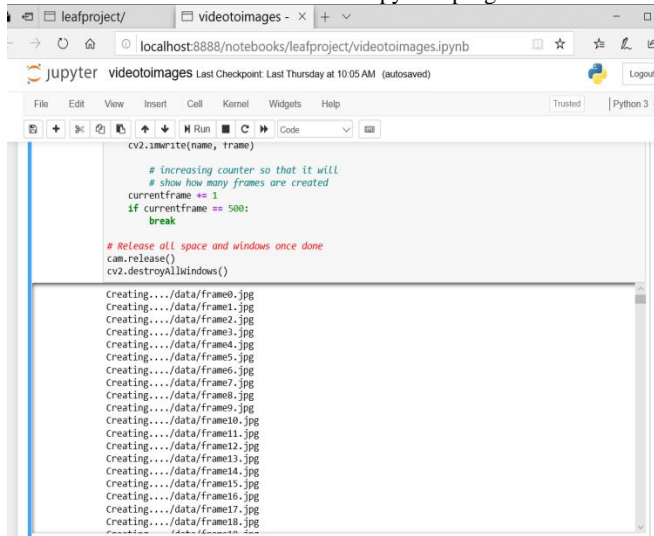 leafproject/
videotoimages -
localhost:8888/notebooks/leafproject/videotoimages.ipynb
jupyter videotoimages Last Checkpoint: Last Thursday at 10:05 AM (autosaved)
Logout
File Edit View Insert Cell Kernel Widgets Help
Trusted
Python 3
Run
Code
cv2.imwrite(name, frame)
# increasing counter so that it will
# show how many frames are created
currentframe += 1
if currentframe == 500:
break
# Release all space and windows once done
cam.release()
cv2.destroyAllWindows()
Creating..../data/frame0.jpg
Creating..../data/frame1.jpg
Creating..../data/frame2.jpg
Creating..../data/frame3.jpg
Creating..../data/frame4.jpg
Creating..../data/frame5.jpg
Creating..../data/frame6.jpg
Creating..../data/frame7.jpg
Creating..../data/frame8.jpg
Creating..../data/frame9.jpg
Creating..../data/frame10.jpg
Creating..../data/frame11.jpg
Creating..../data/frame12.jpg
Creating..../data/frame13.jpg
Creating..../data/frame14.jpg
Creating..../data/frame15.jpg
Creating..../data/frame16.jpg
Creating..../data/frame17.jpg
Creating..../data/frame18.jpg